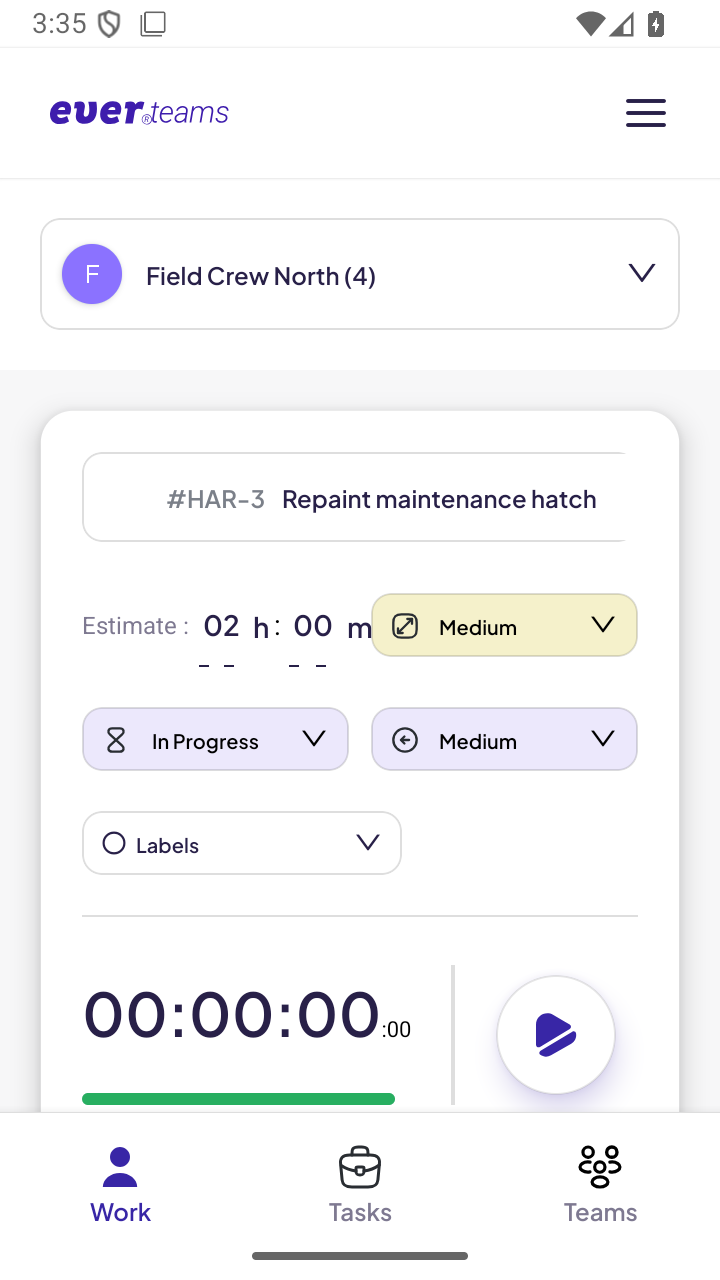 3:35
ever®teams
F Field Crew North (4)
#HAR-3 Repaint maintenance hatch
Estimate : 02 h : 00 m Medium
In Progress Medium
Labels
00:00:00:00
Work Tasks Teams